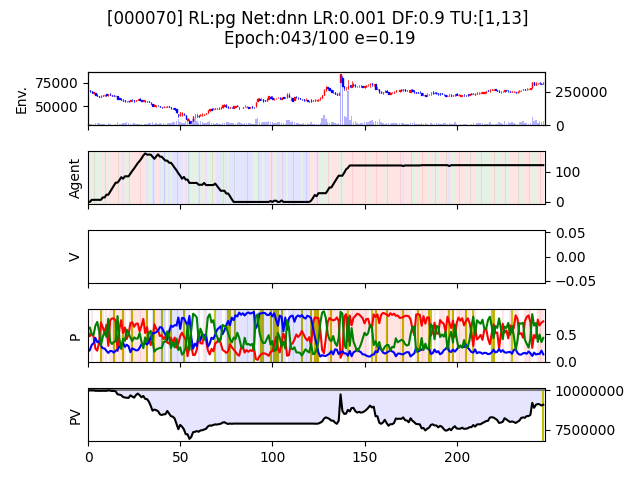 [000070] RL:pg Net:dnn LR:0.001 DF:0.9 TU:[1,13]
Epoch:043/100 e=0.19
Env.
75000
50000
250000
0
Agent
100
0
V
0.05
0.00
−0.05
P
0.5
0.0
PV
10000000
7500000
0 50 100 150 200